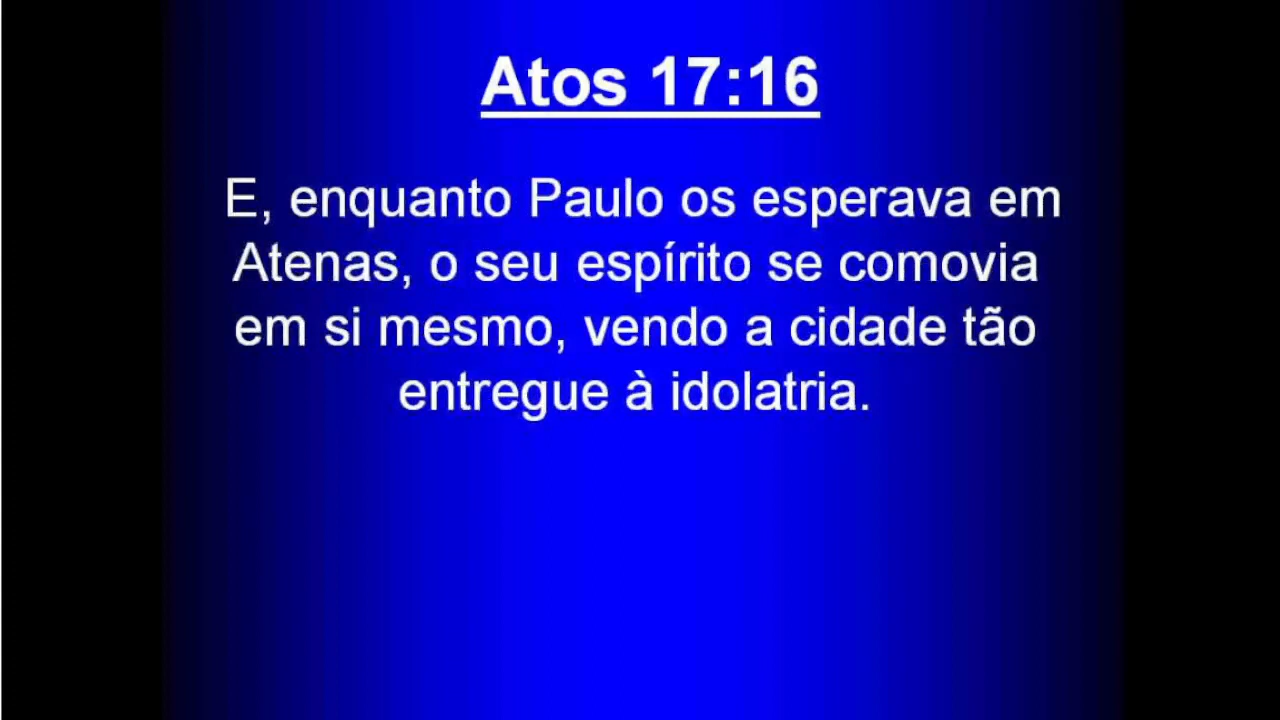 Atos 17:16
E, enquanto Paulo os esperava em
Atenas, o seu espírito se comovia
em si mesmo, vendo a cidade tão
entregue à idolatria.